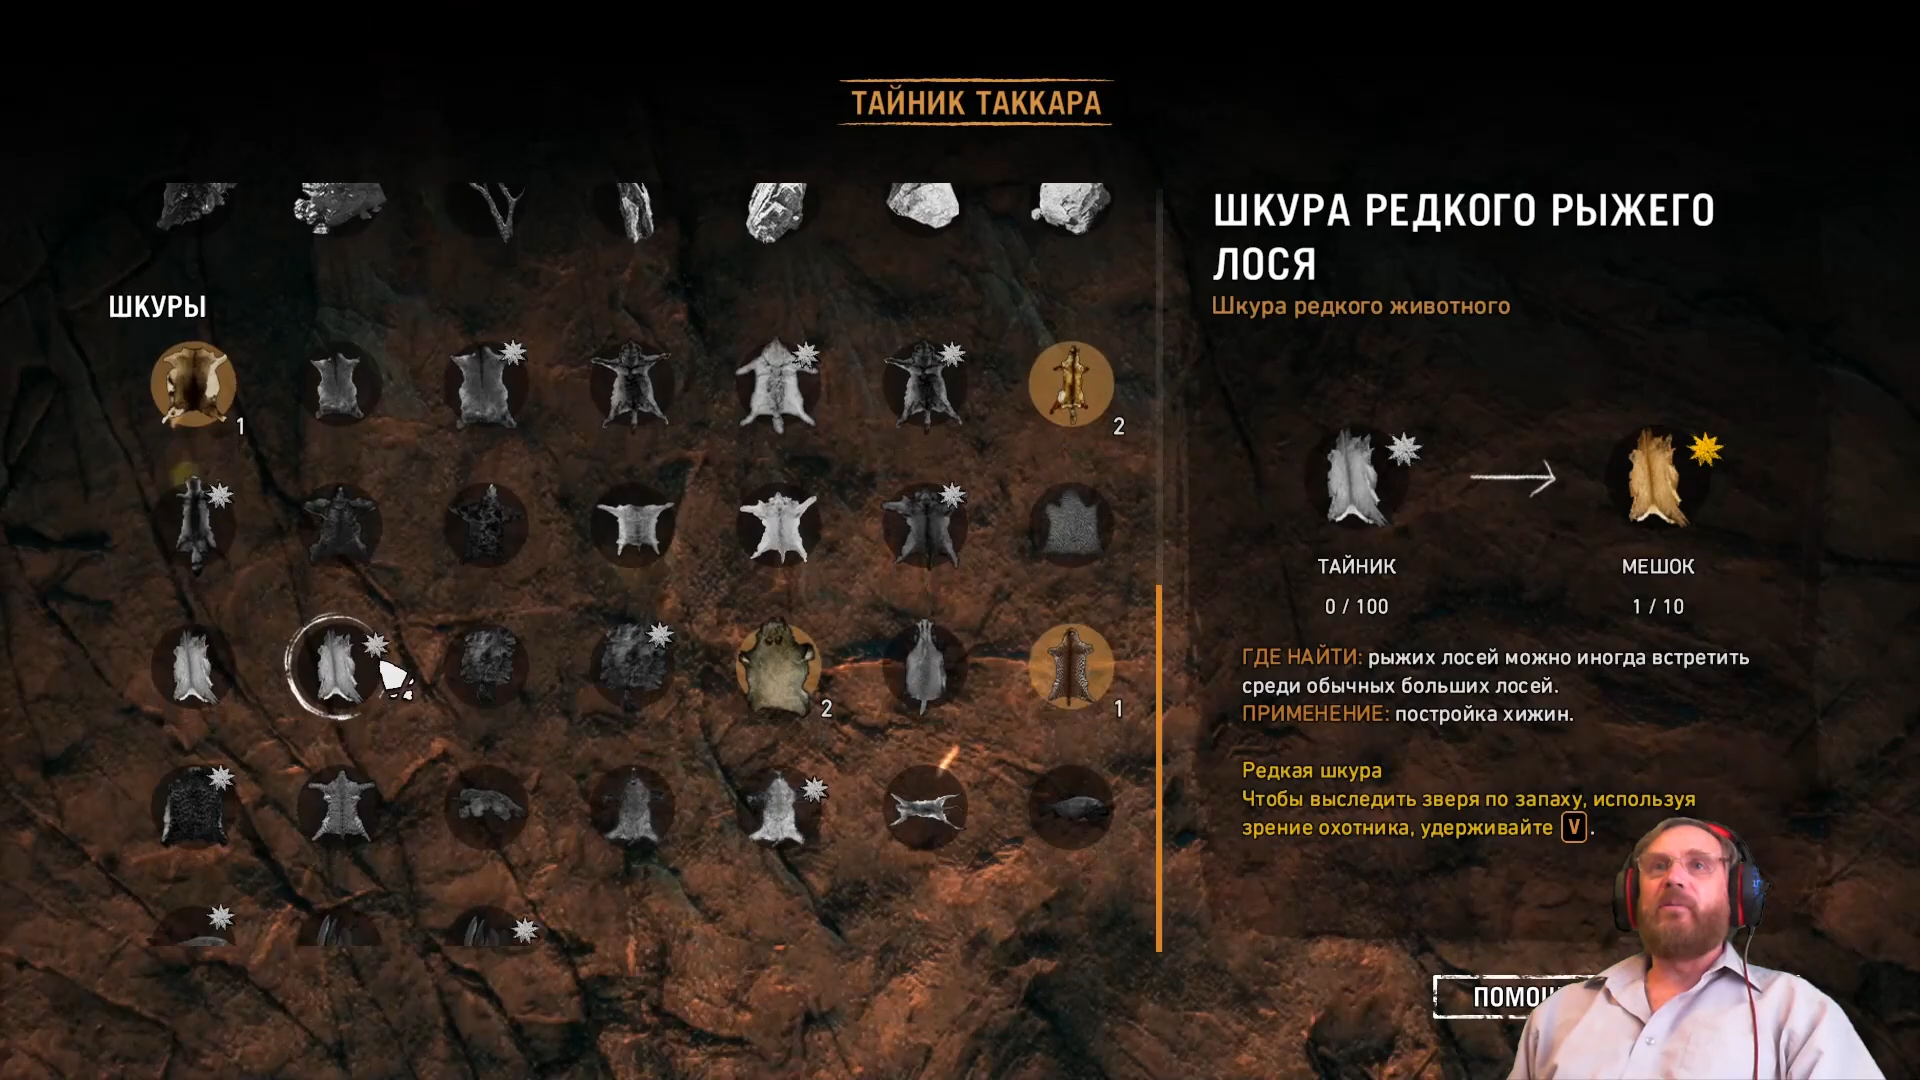 ТАЙНИК ТАККАРА
ШКУРЫ
1
2
2
1
ШКУРА РЕДКОГО РЫЖЕГО
ЛОСЯ
Шкура редкого животного
ТАЙНИК
МЕШОК
0 / 100
1 / 10
ГДЕ НАЙТИ: рыжих лосей можно иногда встретить
среди обычных больших лосей.
ПРИМЕНЕНИЕ: постройка хижин.
Редкая шкура
Чтобы выследить зверя по запаху, используя
зрение охотника, удерживайте V.